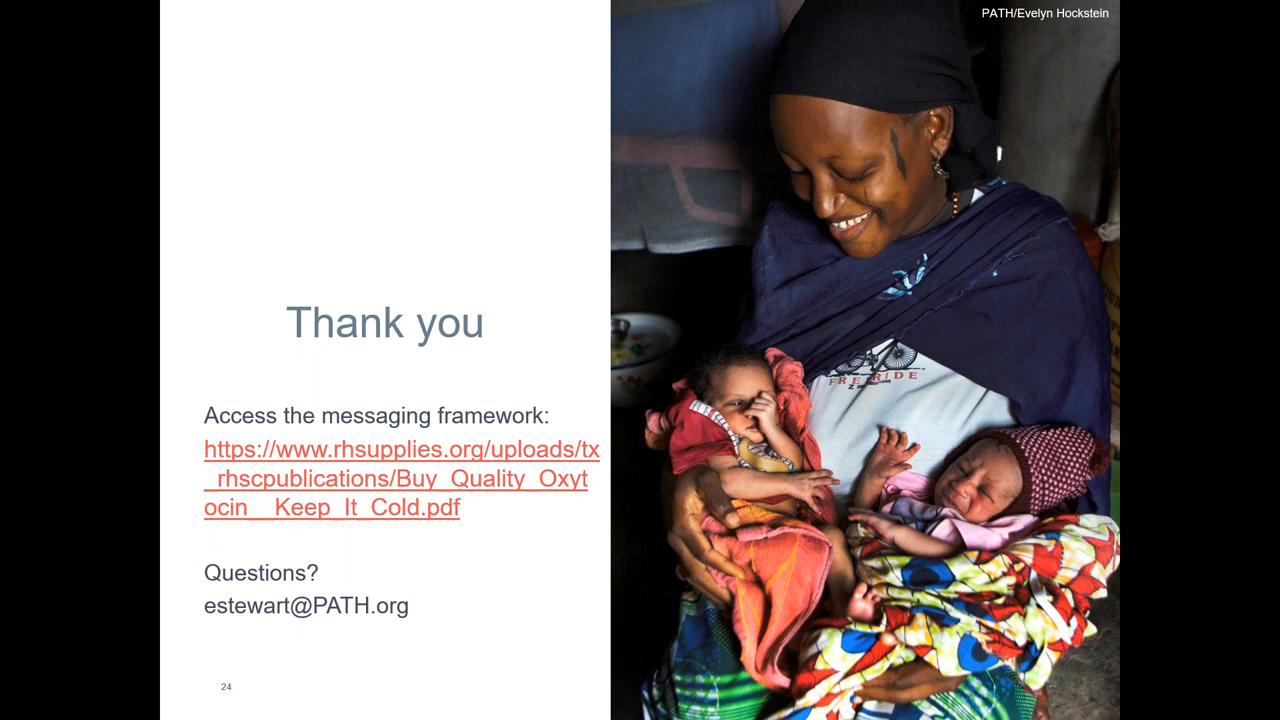 PATH/Evelyn Hockstein
Thank you
Access the messaging framework:
https://www.rhsupplies.org/uploads/tx
_rhscpublications/Buy_Quality_Oxyt
ocin__Keep_It_Cold.pdf
Questions?
estewart@PATH.org
24
FREE RIDE